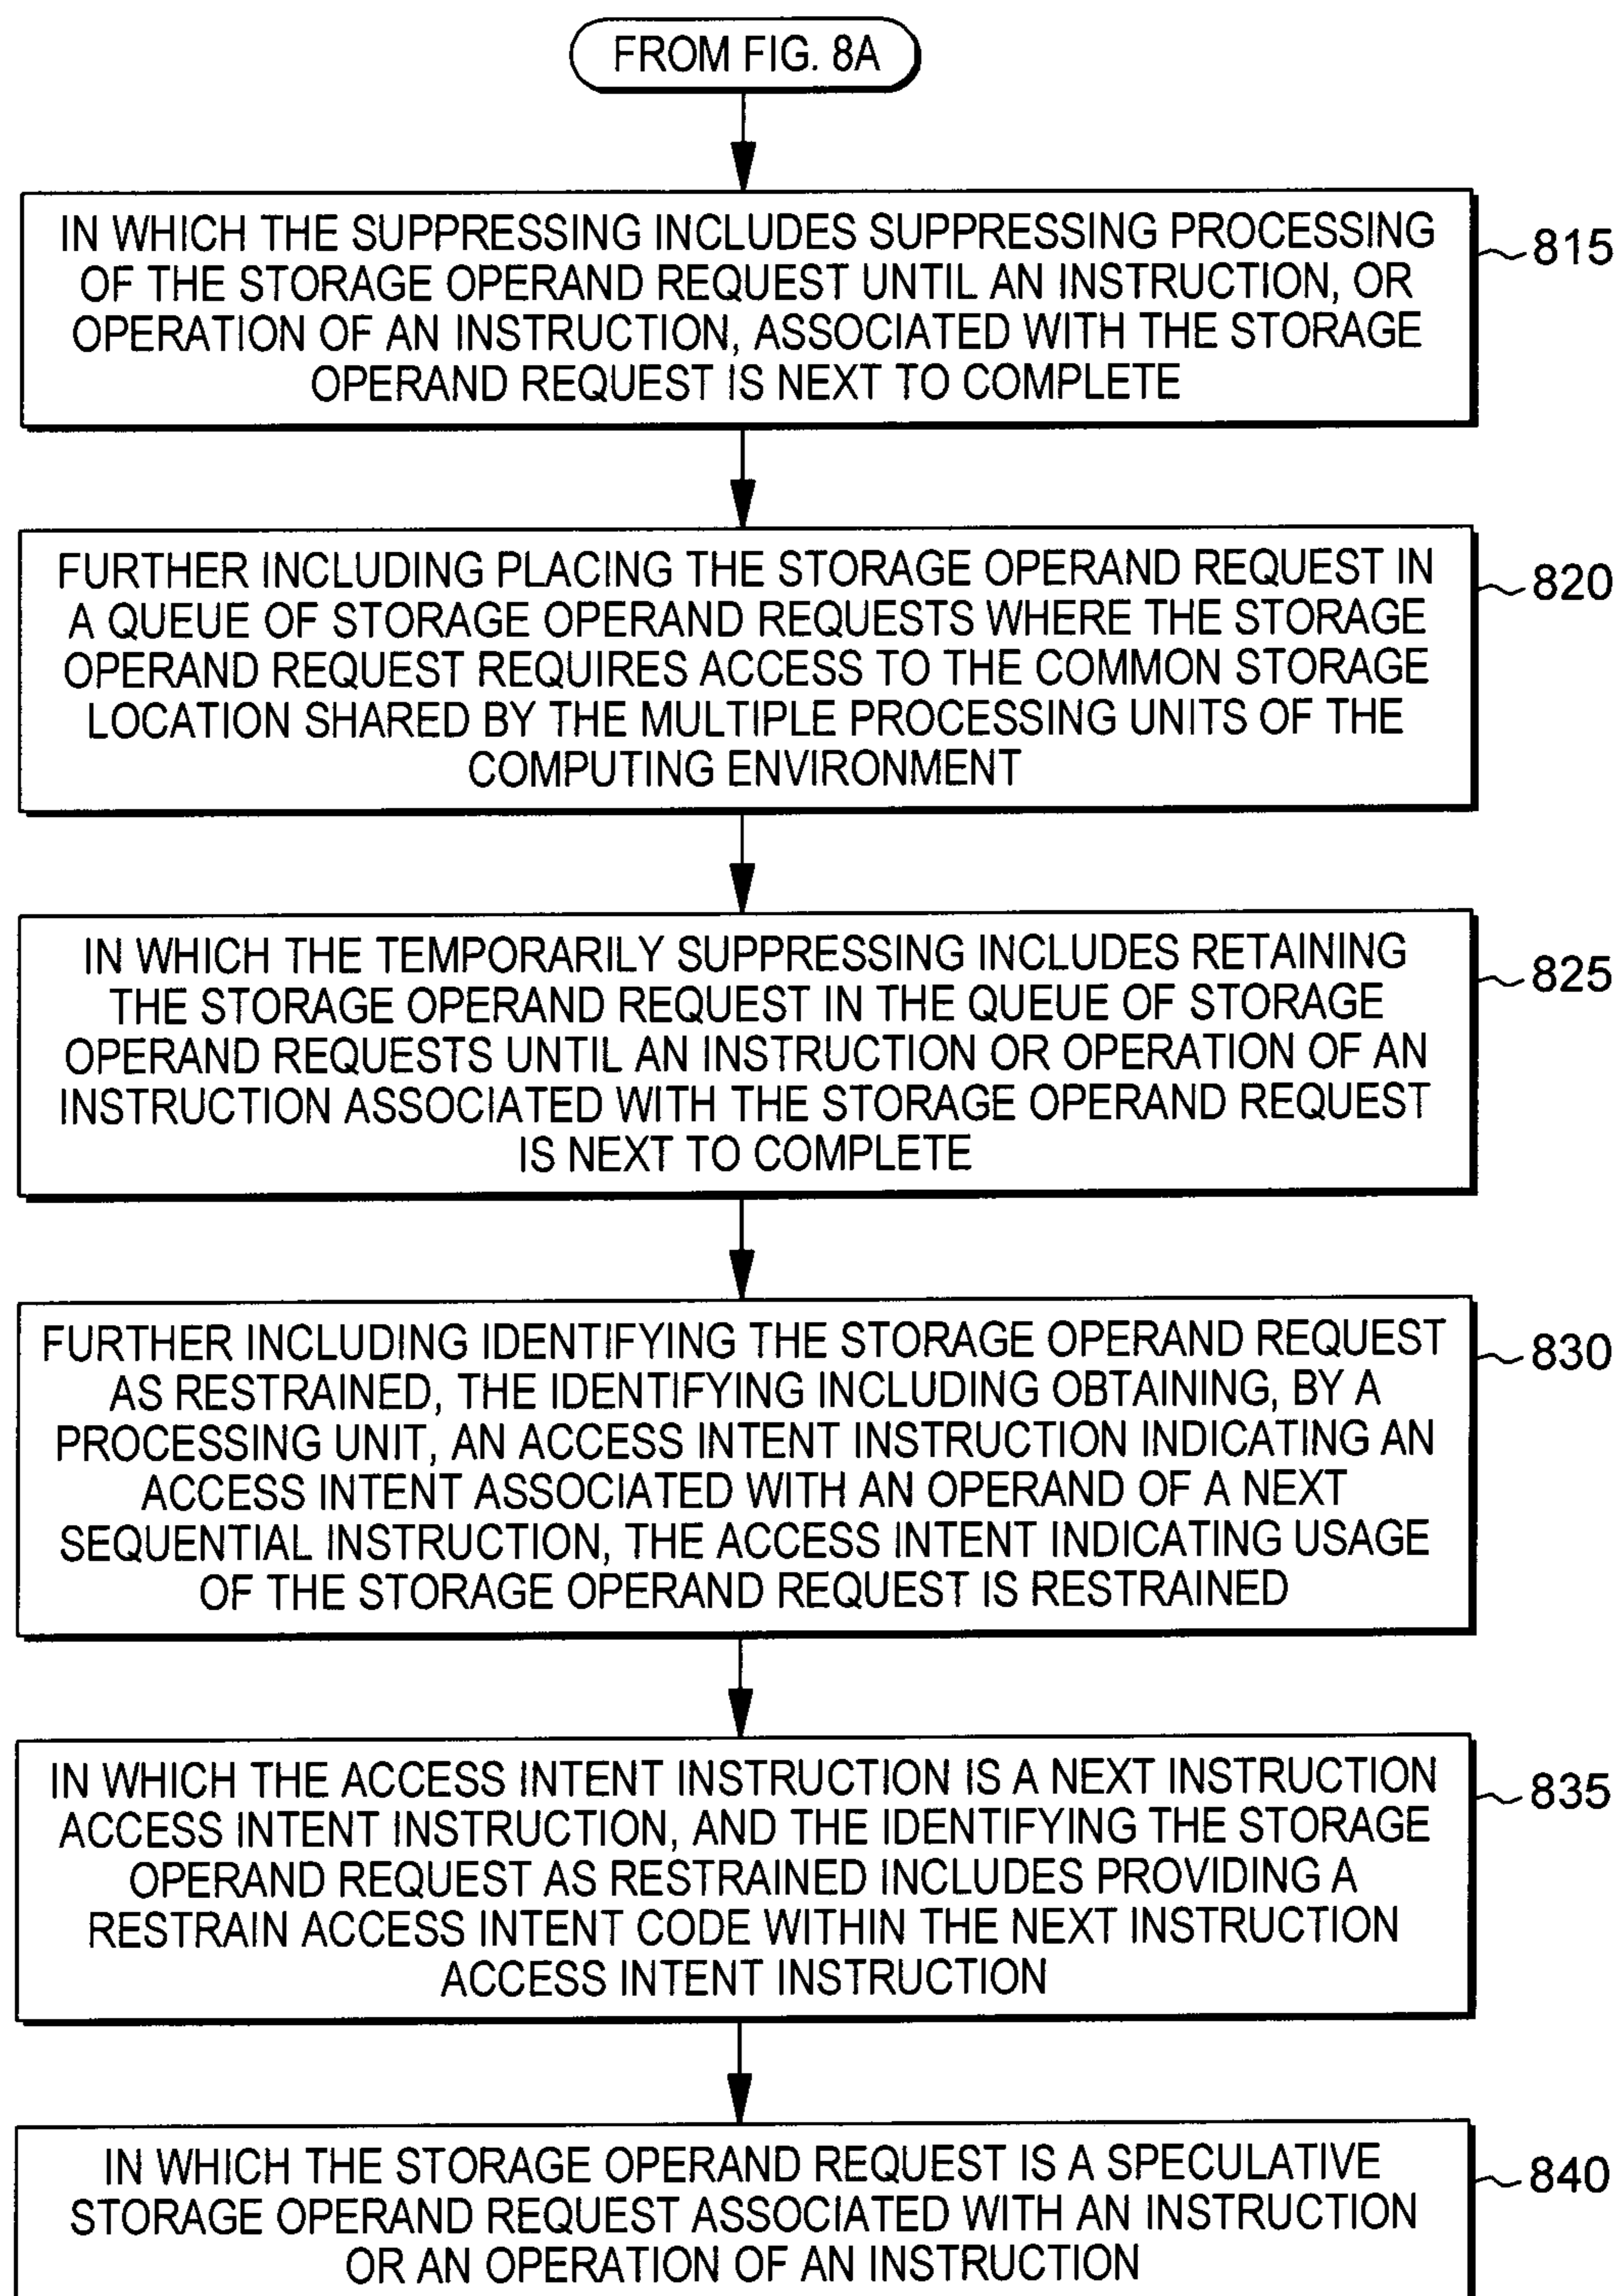 FROM FIG. 8A
IN WHICH THE SUPPRESSING INCLUDES SUPPRESSING PROCESSING
OF THE STORAGE OPERAND REQUEST UNTIL AN INSTRUCTION, OR
OPERATION OF AN INSTRUCTION, ASSOCIATED WITH THE STORAGE
OPERAND REQUEST IS NEXT TO COMPLETE
815
FURTHER INCLUDING PLACING THE STORAGE OPERAND REQUEST IN
A QUEUE OF STORAGE OPERAND REQUESTS WHERE THE STORAGE
OPERAND REQUEST REQUIRES ACCESS TO THE COMMON STORAGE
LOCATION SHARED BY THE MULTIPLE PROCESSING UNITS OF THE
COMPUTING ENVIRONMENT
820
IN WHICH THE TEMPORARILY SUPPRESSING INCLUDES RETAINING
THE STORAGE OPERAND REQUEST IN THE QUEUE OF STORAGE
OPERAND REQUESTS UNTIL AN INSTRUCTION OR OPERATION OF AN
INSTRUCTION ASSOCIATED WITH THE STORAGE OPERAND REQUEST
IS NEXT TO COMPLETE
825
FURTHER INCLUDING IDENTIFYING THE STORAGE OPERAND REQUEST
AS RESTRAINED, THE IDENTIFYING INCLUDING OBTAINING, BY A
PROCESSING UNIT, AN ACCESS INTENT INSTRUCTION INDICATING AN
ACCESS INTENT ASSOCIATED WITH AN OPERAND OF A NEXT
SEQUENTIAL INSTRUCTION, THE ACCESS INTENT INDICATING USAGE
OF THE STORAGE OPERAND REQUEST IS RESTRAINED
830
IN WHICH THE ACCESS INTENT INSTRUCTION IS A NEXT INSTRUCTION
ACCESS INTENT INSTRUCTION, AND THE IDENTIFYING THE STORAGE
OPERAND REQUEST AS RESTRAINED INCLUDES PROVIDING A
RESTRAIN ACCESS INTENT CODE WITHIN THE NEXT INSTRUCTION
ACCESS INTENT INSTRUCTION
835
IN WHICH THE STORAGE OPERAND REQUEST IS A SPECULATIVE
STORAGE OPERAND REQUEST ASSOCIATED WITH AN INSTRUCTION
OR AN OPERATION OF AN INSTRUCTION
840